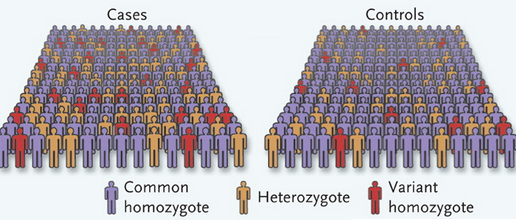 Cases
Controls
Common
homozygote
Heterozygote
Variant
homozygote